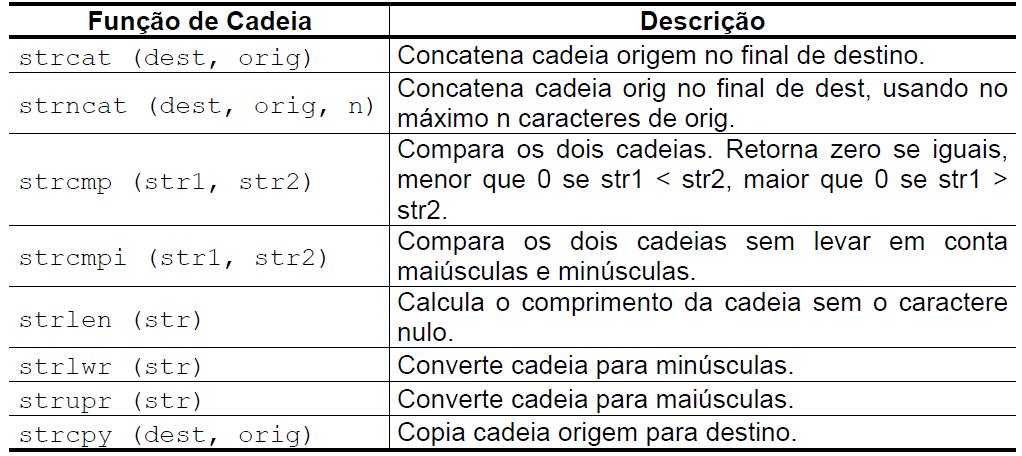 Função de Cadeia Descrição
strcat (dest, orig) Concatena cadeia origem no final de destino.
strncat (dest, orig, n) Concatena cadeia orig no final de dest, usando no
máximo n caracteres de orig.
strcmp (str1, str2) Compara os dois cadeias. Retorna zero se iguais,
menor que 0 se str1 < str2, maior que 0 se str1 >
str2.
strcmpi (str1, str2) Compara os dois cadeias sem levar em conta
maiúsculas e minúsculas.
strlen (str) Calcula o comprimento da cadeia sem o caractere
nulo.
strlwr (str) Converte cadeia para minúsculas.
strupr (str) Converte cadeia para maiúsculas.
strcpy (dest, orig) Copia cadeia origem para destino.